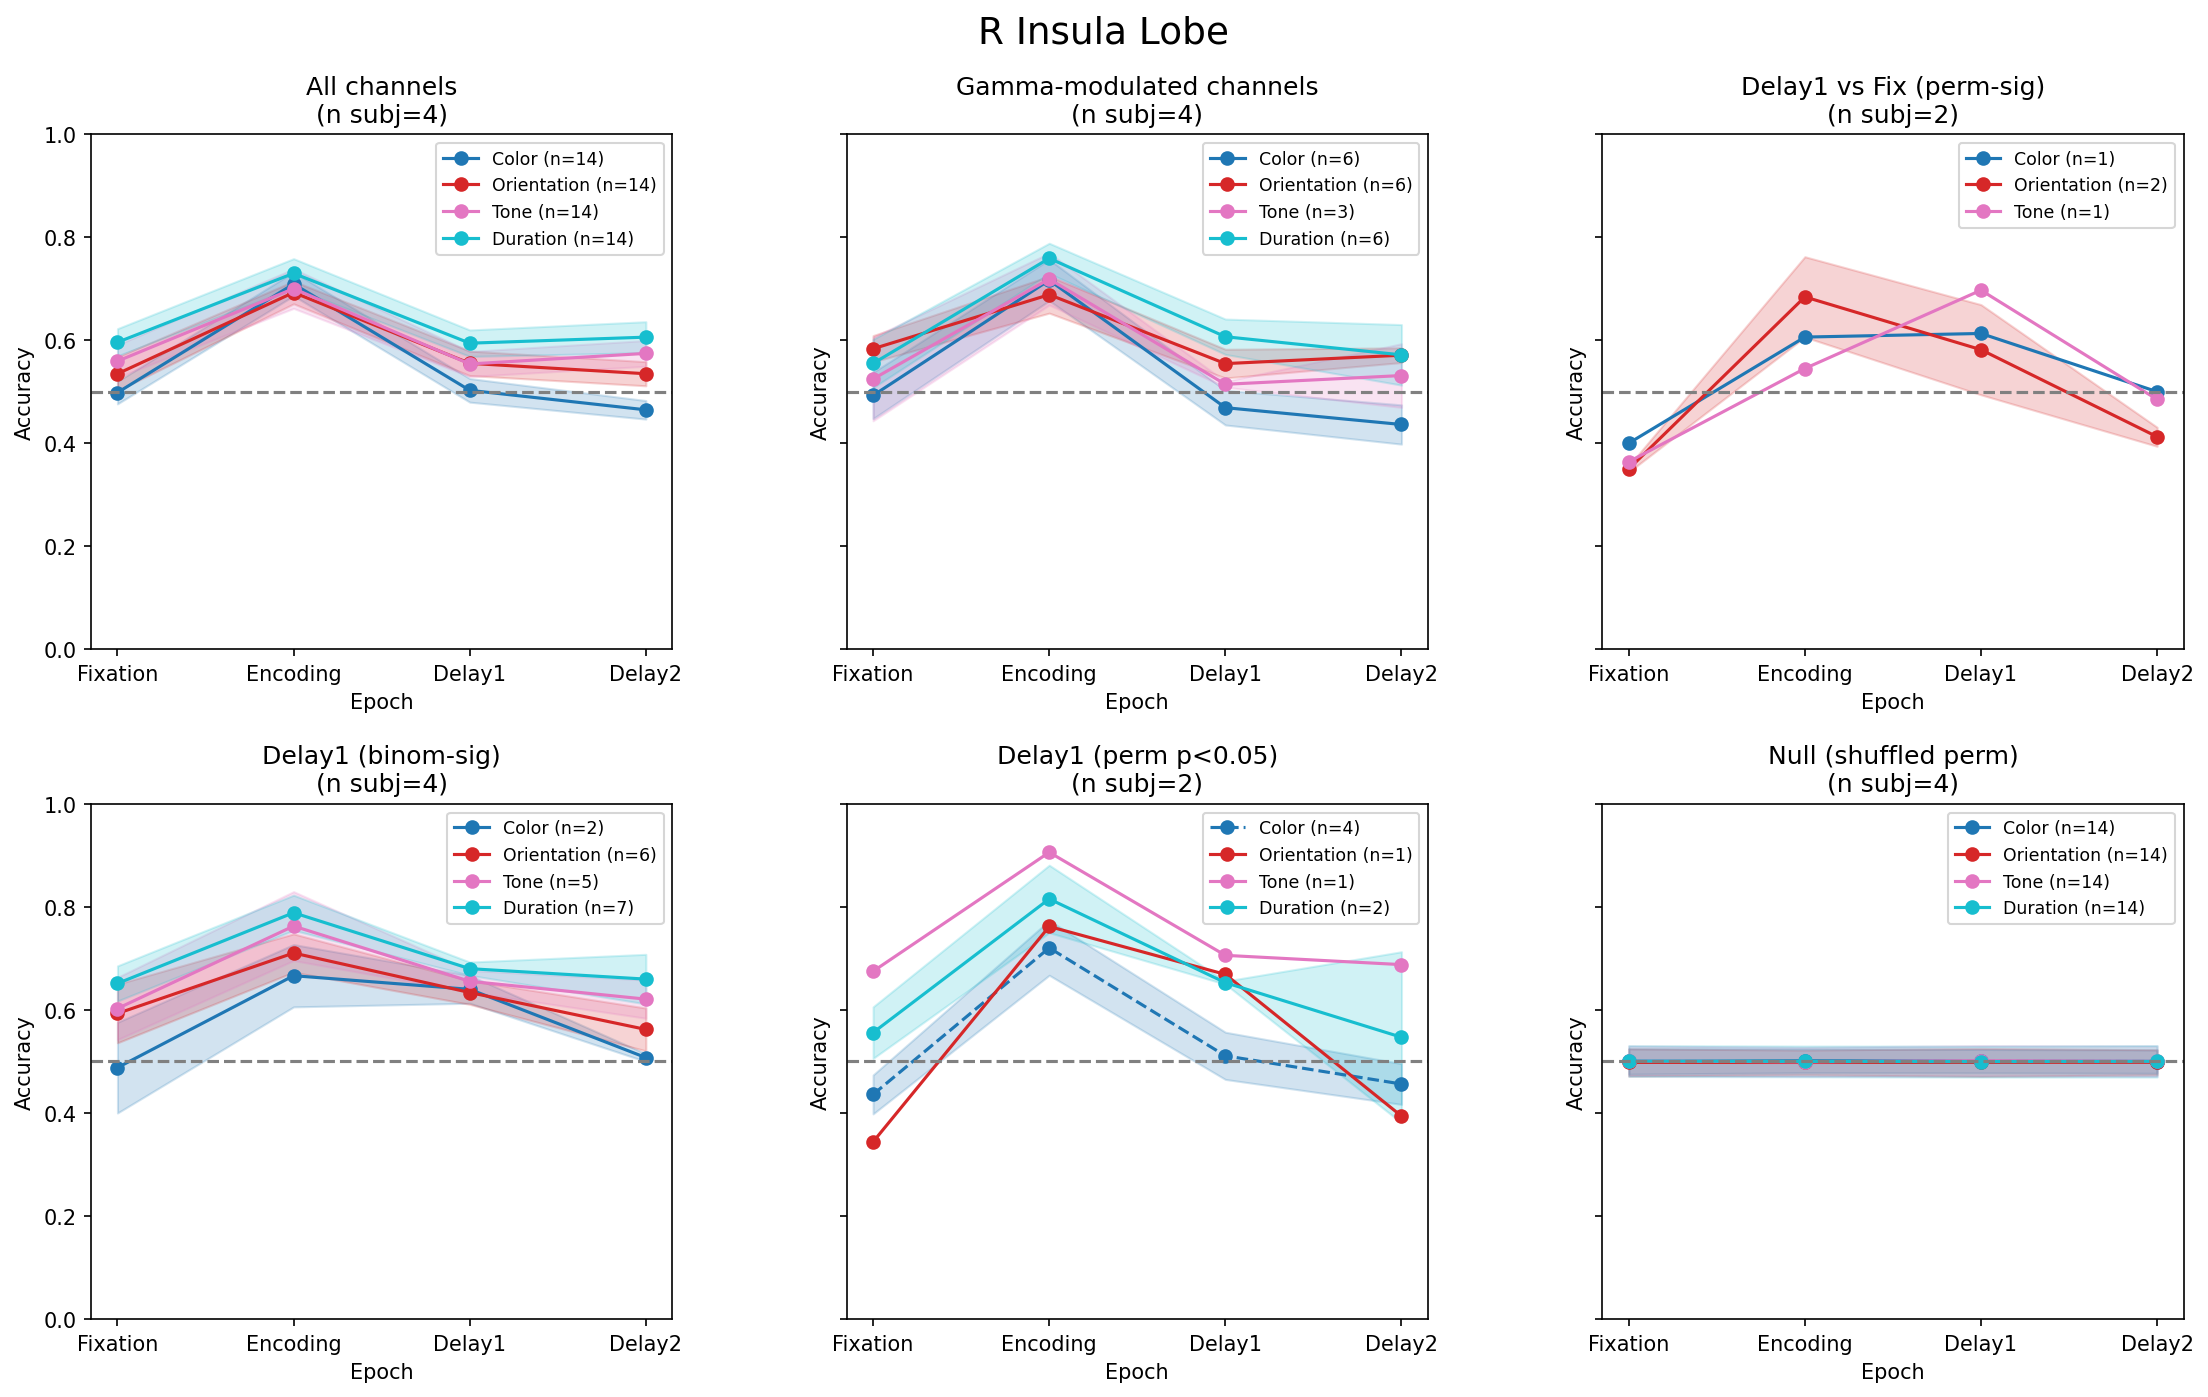 R Insula Lobe
All channels
(n subj=4)
1.0
0.8
0.6
0.4
0.2
0.0
Accuracy
Color (n=14)
Orientation (n=14)
Tone (n=14)
Duration (n=14)
Fixation Encoding Delay1 Delay2
Epoch
Gamma-modulated channels
(n subj=4)
Accuracy
Color (n=6)
Orientation (n=6)
Tone (n=3)
Duration (n=6)
Fixation Encoding Delay1 Delay2
Epoch
Delay1 vs Fix (perm-sig)
(n subj=2)
Accuracy
Color (n=1)
Orientation (n=2)
Tone (n=1)
Fixation Encoding Delay1 Delay2
Epoch
Delay1 (binom-sig)
(n subj=4)
1.0
0.8
0.6
0.4
0.2
0.0
Accuracy
Color (n=2)
Orientation (n=6)
Tone (n=5)
Duration (n=7)
Fixation Encoding Delay1 Delay2
Epoch
Delay1 (perm p<0.05)
(n subj=2)
Accuracy
Color (n=4)
Orientation (n=1)
Tone (n=1)
Duration (n=2)
Fixation Encoding Delay1 Delay2
Epoch
Null (shuffled perm)
(n subj=4)
Accuracy
Color (n=14)
Orientation (n=14)
Tone (n=14)
Duration (n=14)
Fixation Encoding Delay1 Delay2
Epoch